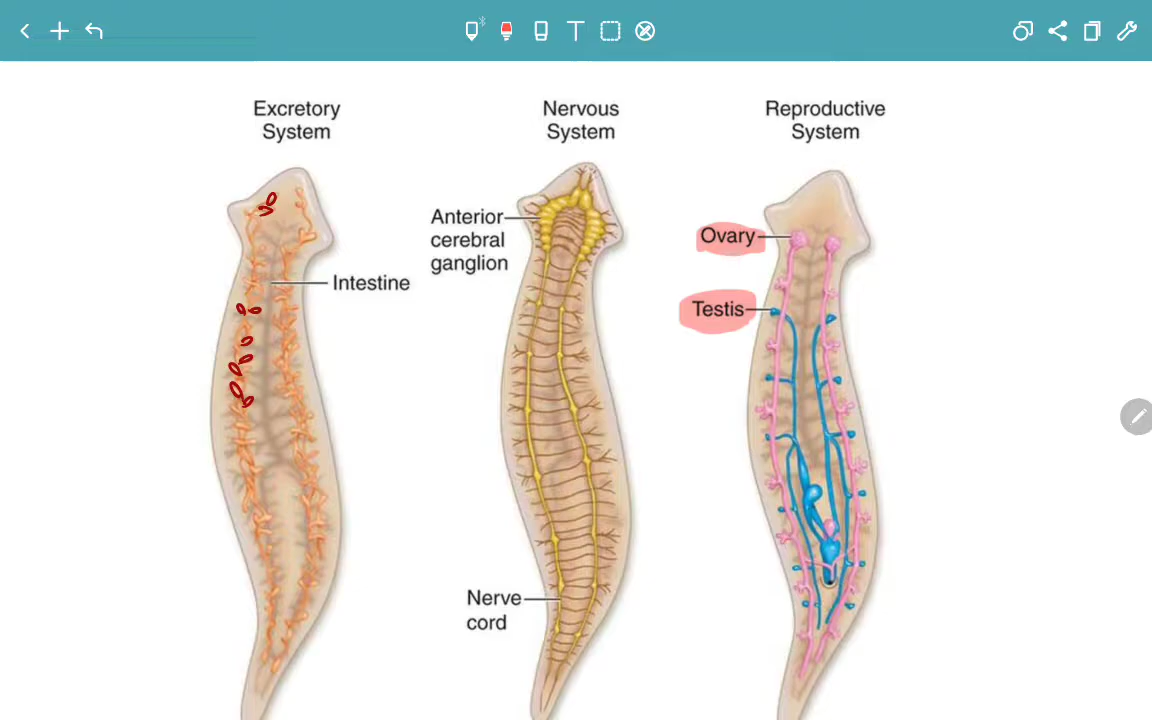 Excretory
System
Nervous
System
Reproductive
System
Anterior
cerebral
ganglion
Intestine
Ovary
Testis
Nerve
cord